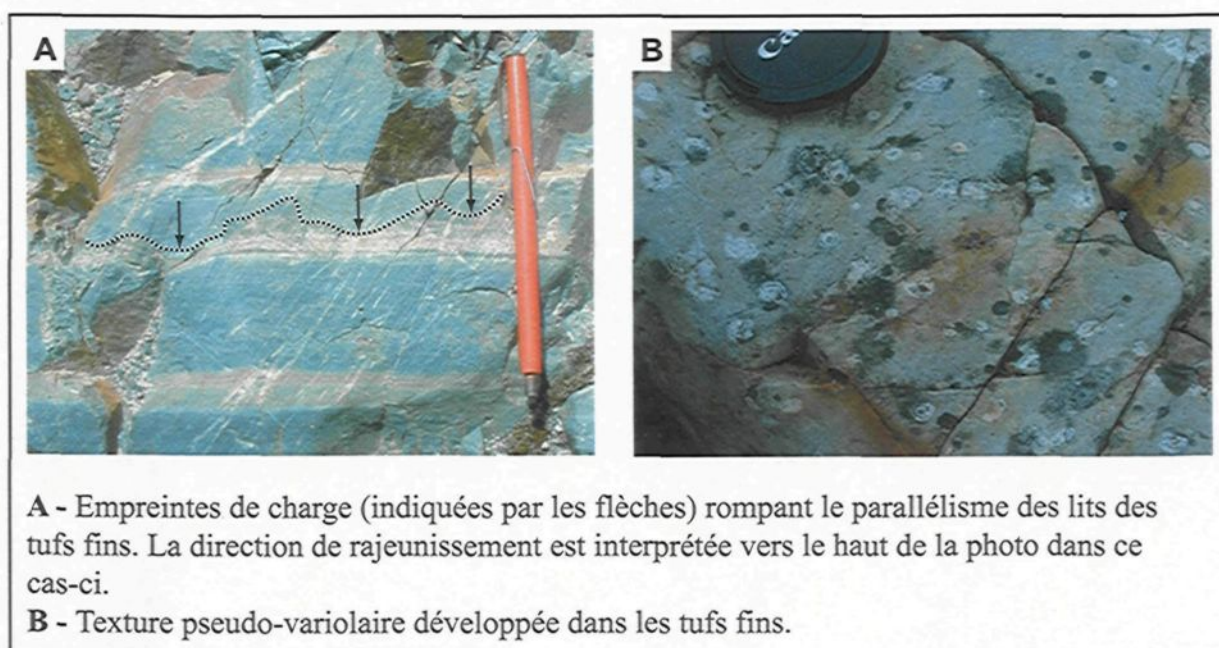 A
B
Can
A - Empreintes de charge (indiquées par les flèches) rompant le parallélisme des lits des
tufs fins. La direction de rajeunissement est interprétée vers le haut de la photo dans ce
cas-ci.
B - Texture pseudo-variolaire développée dans les tufs fins.